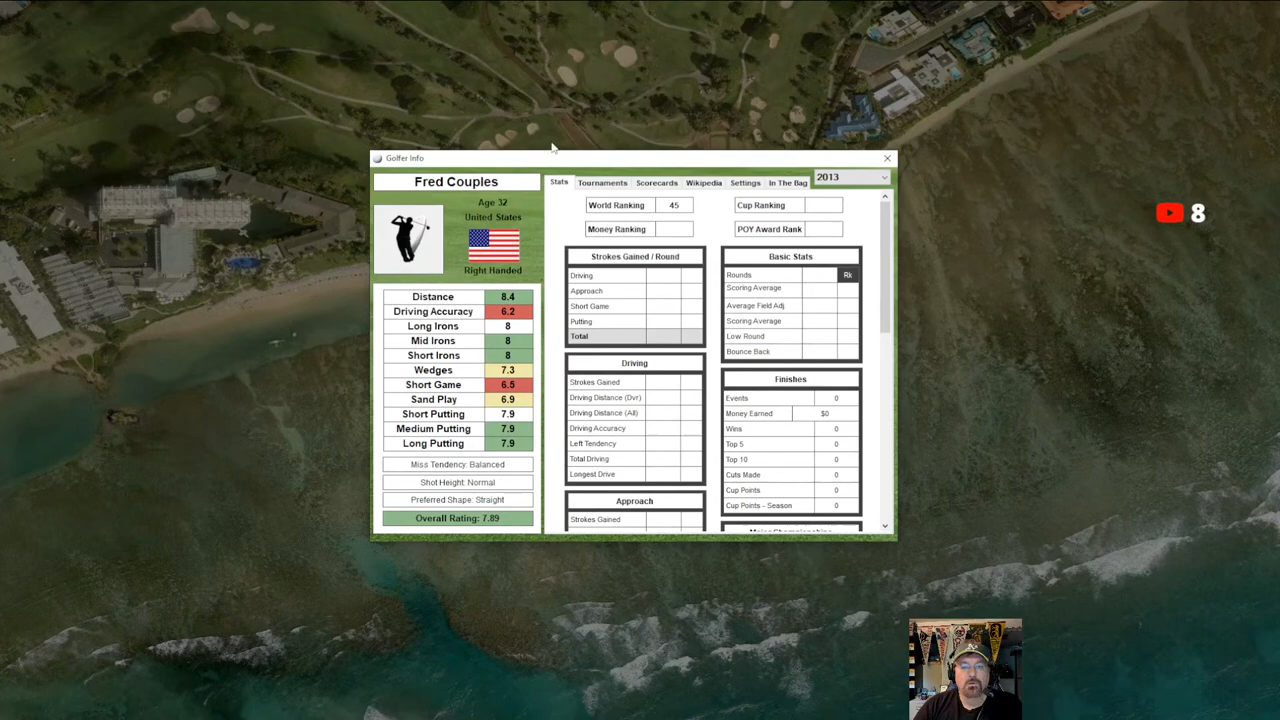 Golfer Info
Fred Couples
Age 32
United States
Right Handed
Distance 8.4
Driving Accuracy 6.2
Long Irons 8
Mid Irons 8
Short Irons 8
Wedges 7.3
Short Game 6.5
Sand Play 6.9
Short Putting 7.9
Medium Putting 7.9
Long Putting 7.9
Miss Tendency: Balanced
Shot Height: Normal
Preferred Shape: Straight
Overall Rating: 7.89
Stats Tournaments Scorecards Wikipedia Settings In The Bag 2013
World Ranking 45
Money Ranking
Cup Ranking
POY Award Rank
Strokes Gained / Round
Driving
Approach
Short Game
Putting
Total
Driving
Strokes Gained
Driving Distance (Dvr)
Driving Distance (All)
Driving Accuracy
Left Tendency
Total Driving
Longest Drive
Approach
Strokes Gained
Basic Stats
Rounds Rk
Scoring Average
Average Field Adj.
Scoring Average
Low Round
Bounce Back
Finishes
Events 0
Money Earned $0
Wins 0
Top 5 0
Top 10 0
Cuts Made 0
Cup Points 0
Cup Points - Season 0
Major Championships
8